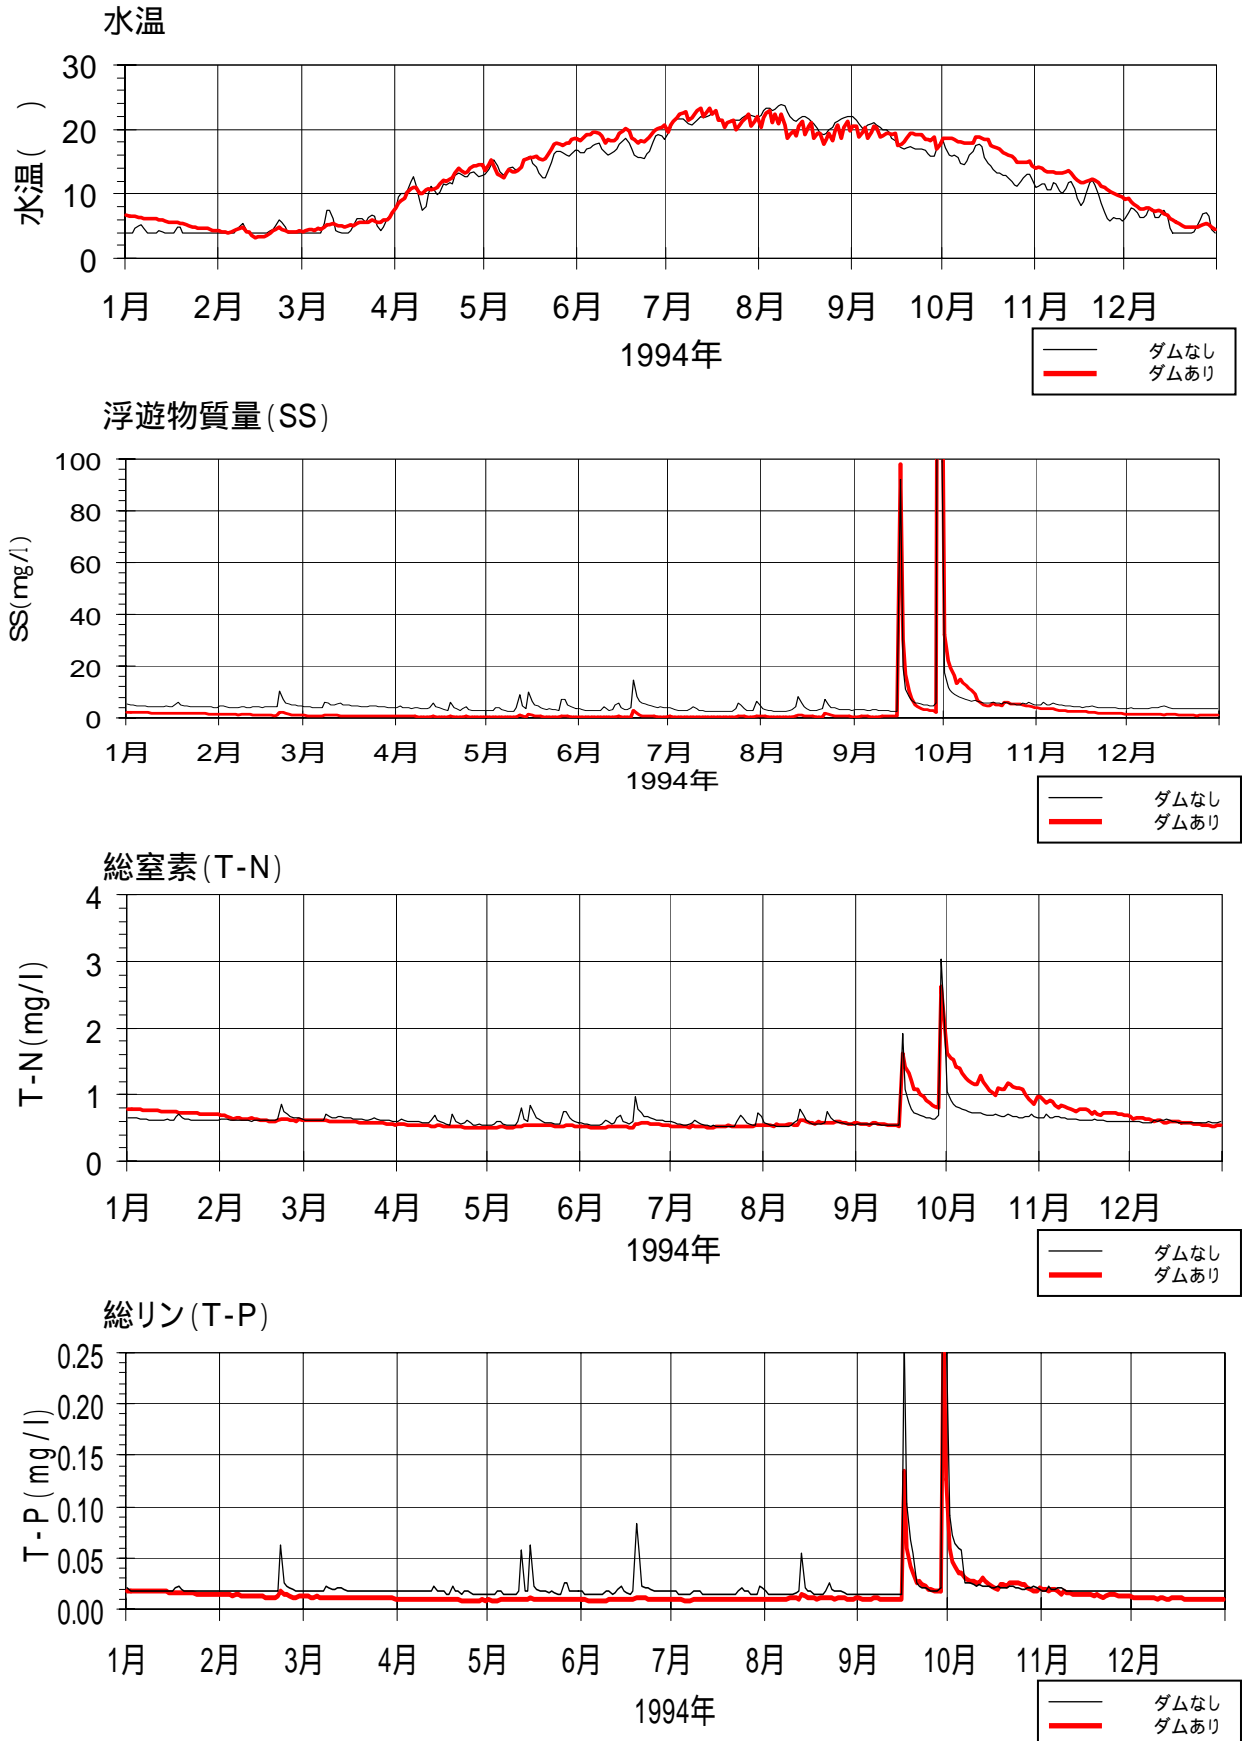 水温
水温( )
30
20
10
0
1月 2月 3月 4月 5月 6月 7月 8月 9月 10月 11月 12月
1994年
ダムなし
ダムあり
浮遊物質量(SS)
SS(mg/l)
100
80
60
40
20
0
1月 2月 3月 4月 5月 6月 7月 8月 9月 10月 11月 12月
1994年
ダムなし
ダムあり
総窒素(T-N)
T-N(mg/l)
4
3
2
1
0
1月 2月 3月 4月 5月 6月 7月 8月 9月 10月 11月 12月
1994年
ダムなし
ダムあり
総リン(T-P)
T-P(mg/l)
0.25
0.20
0.15
0.10
0.05
0.00
1月 2月 3月 4月 5月 6月 7月 8月 9月 10月 11月 12月
1994年
ダムなし
ダムあり